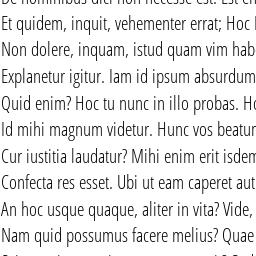 De hominibus dici non necesse est. Est en
Et quidem, inquit, vehementer errat; Hoc
Non dolere, inquam, istud quam vim hab
Explanetur igitur. Iam id ipsum absurdum
Quid enim? Hoc tu nunc in illo probas. Ho
Id mihi magnum videtur. Hunc vos beatur
Cur iustitia laudatur? Mihi enim erit isdem
Confecta res esset. Ubi ut eam caperet aut
An hoc usque quaque, aliter in vita? Vide,
Nam quid possumus facere melius? Quae